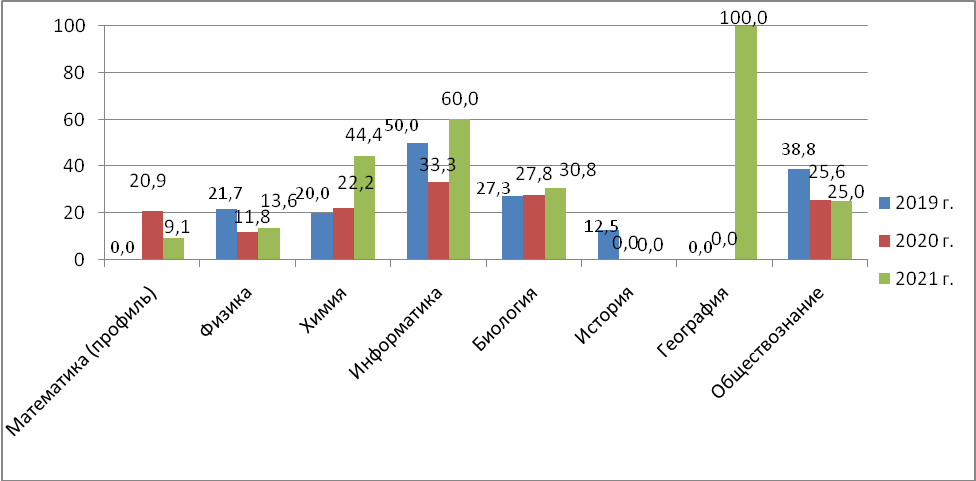 100
80
60
40
20
0
0,0
20,9
9,1
21,7
11,8
13,6
20,0
22,2
44,4
50,0
33,3
60,0
27,3
27,8
30,8
12,5
0,0
0,0
0,0
0,0
100,0
38,8
25,6
25,0
Математика (профиль)
Физика
Химия
Информатика
Биология
История
География
Обществознание
2019 г.
2020 г.
2021 г.